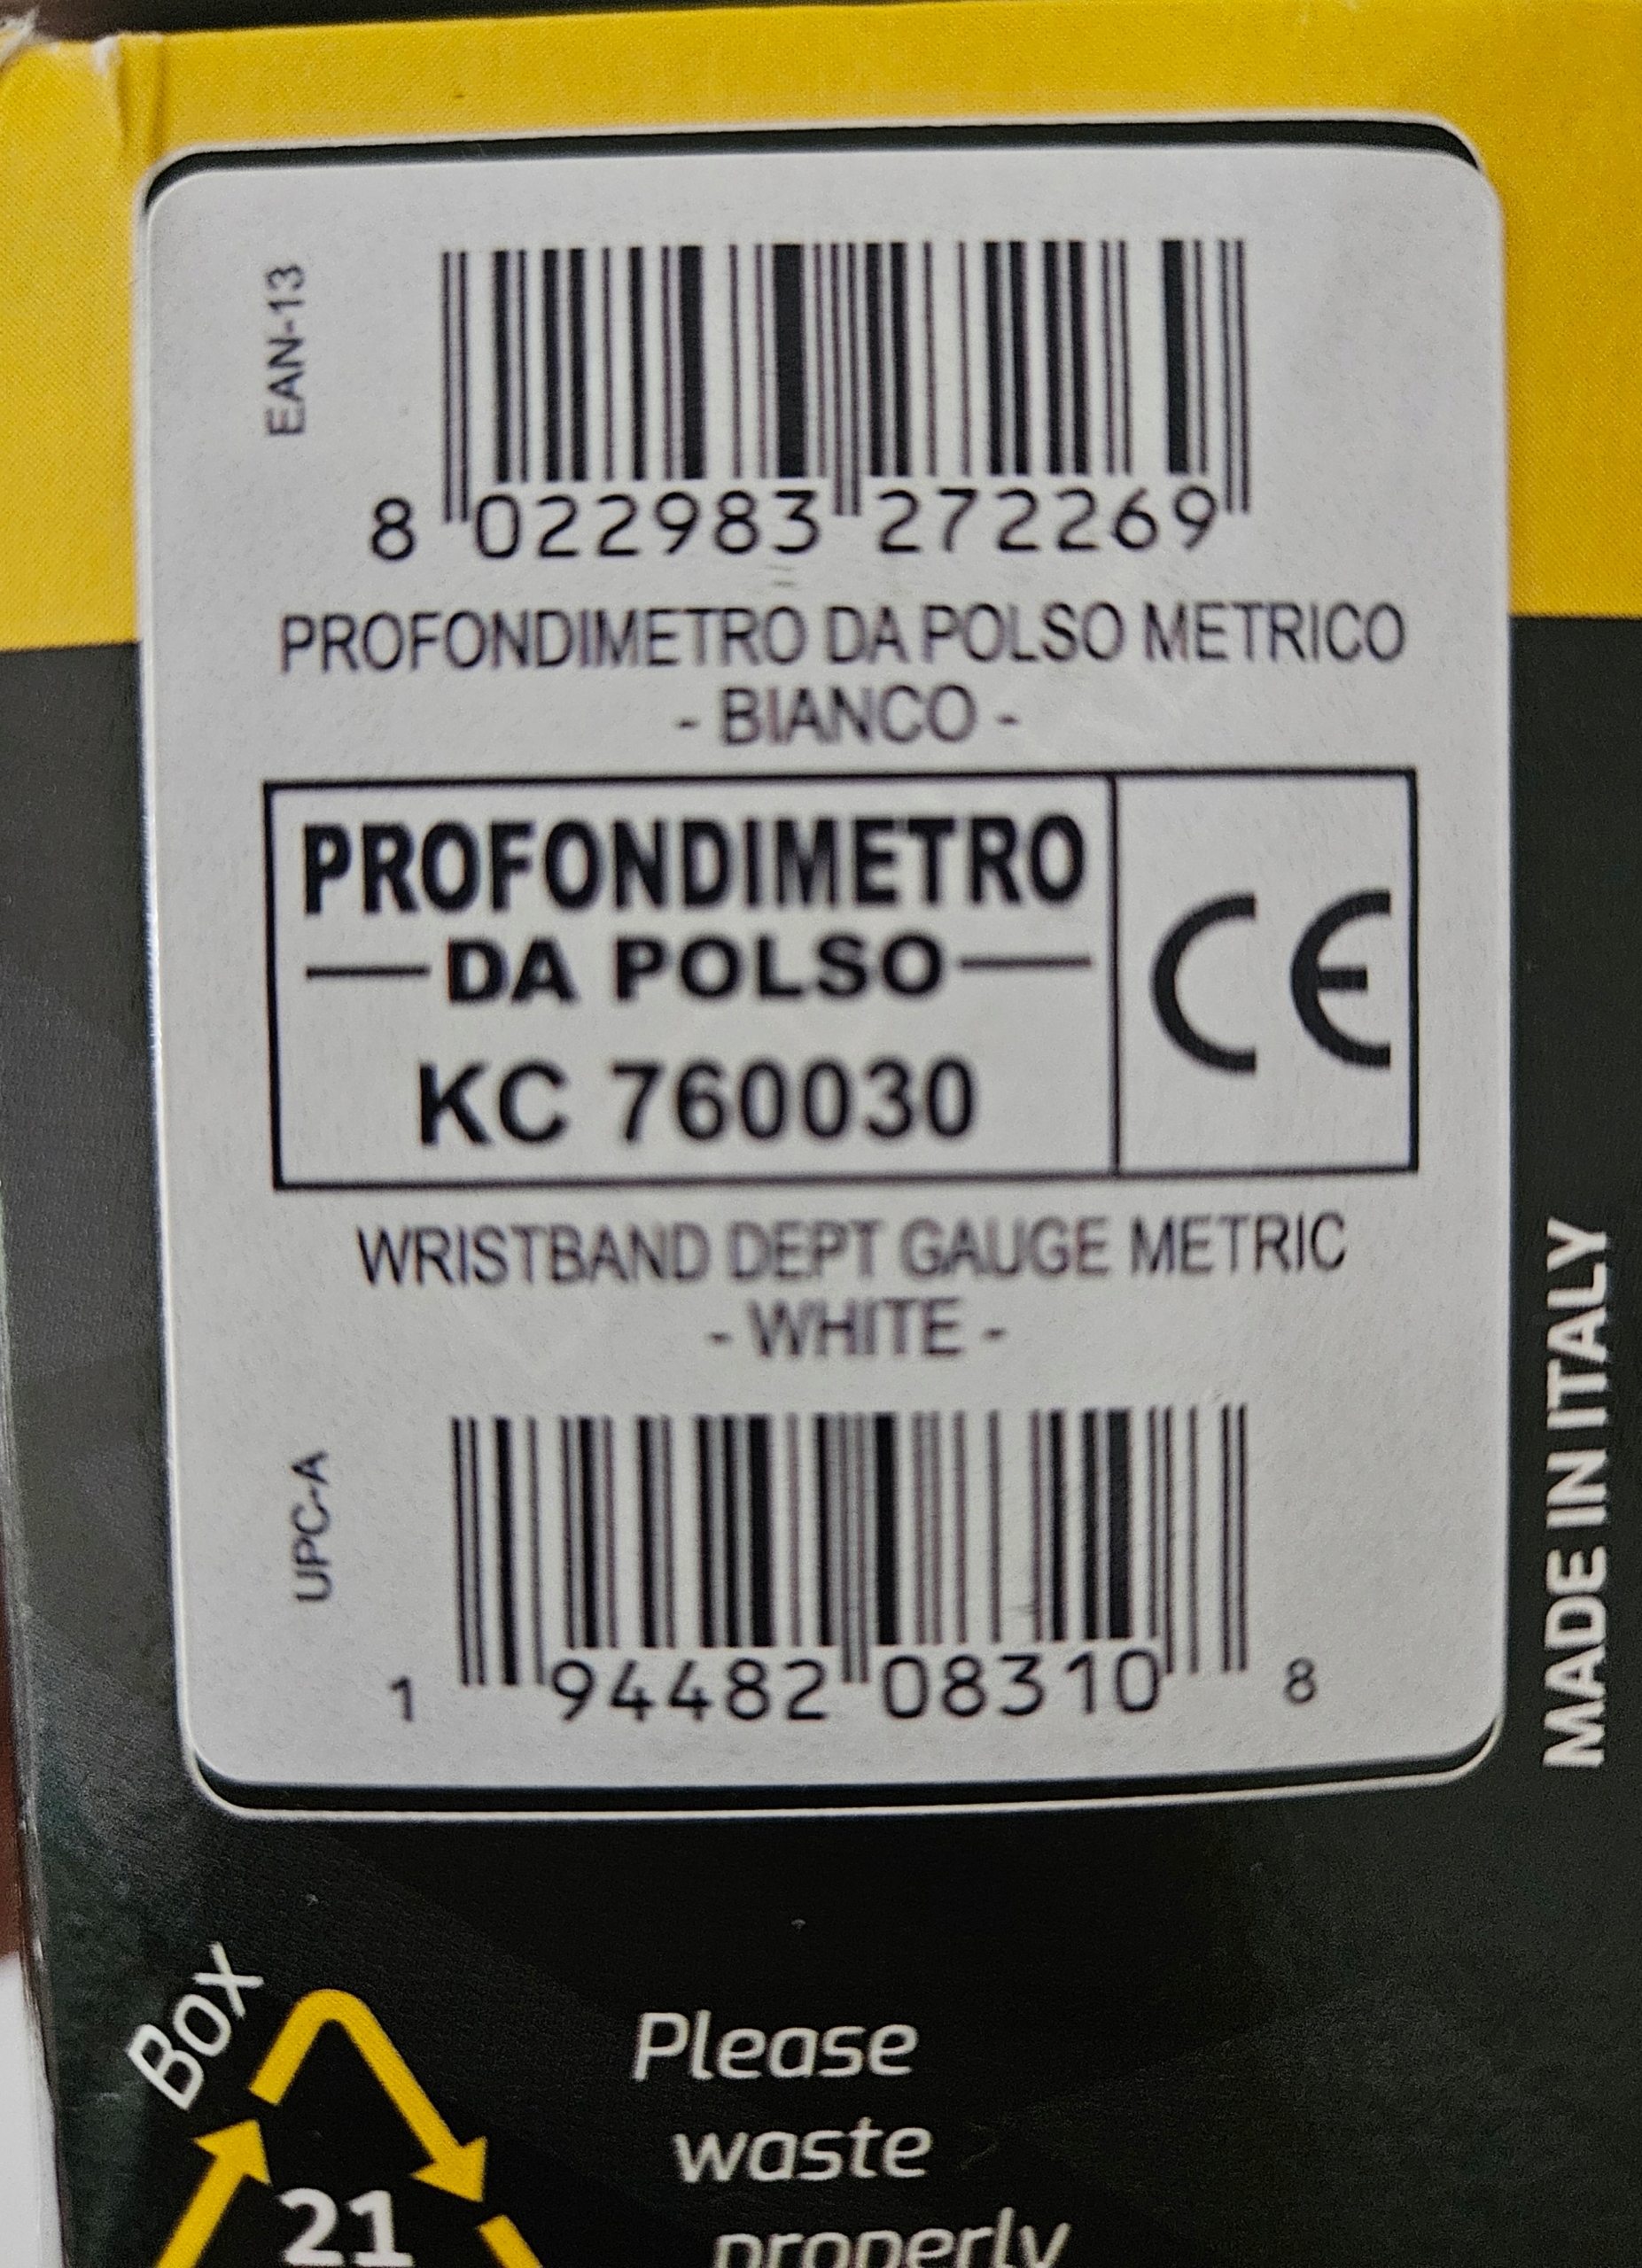 EAN-13
8 022983 272269
PROFONDIMETRO DA POLSO METRICO
- BIANCO -
PROFONDIMETRO
DA POLSO
KC 760030
CE
WRISTBAND DEPT GAUGE METRIC
- WHITE -
UPC-A
1 94482 08310 8
MADE IN ITALY
Box
21
Please
waste
properly